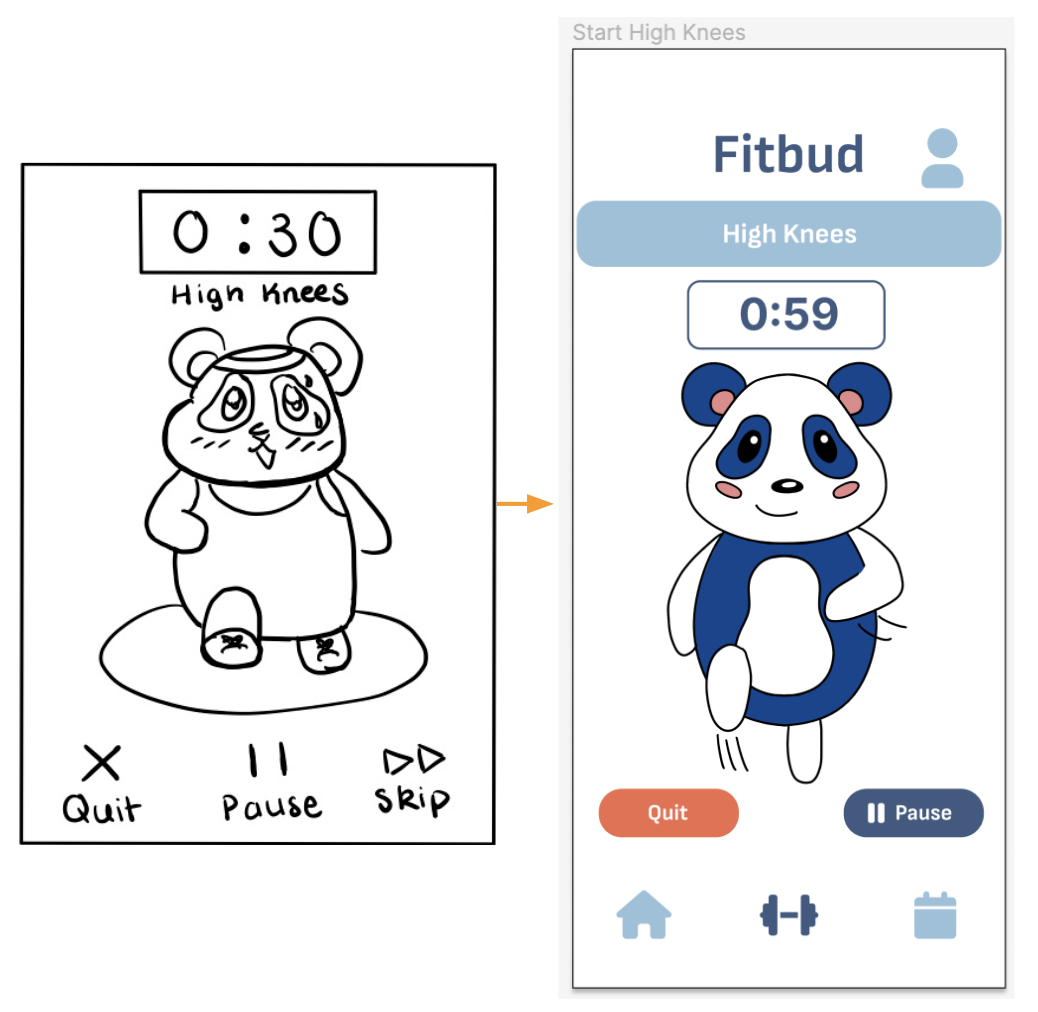 0:30
High Knees
Quit
Pause
Skip
Start High Knees
Fitbud
High Knees
0:59
Quit
Pause